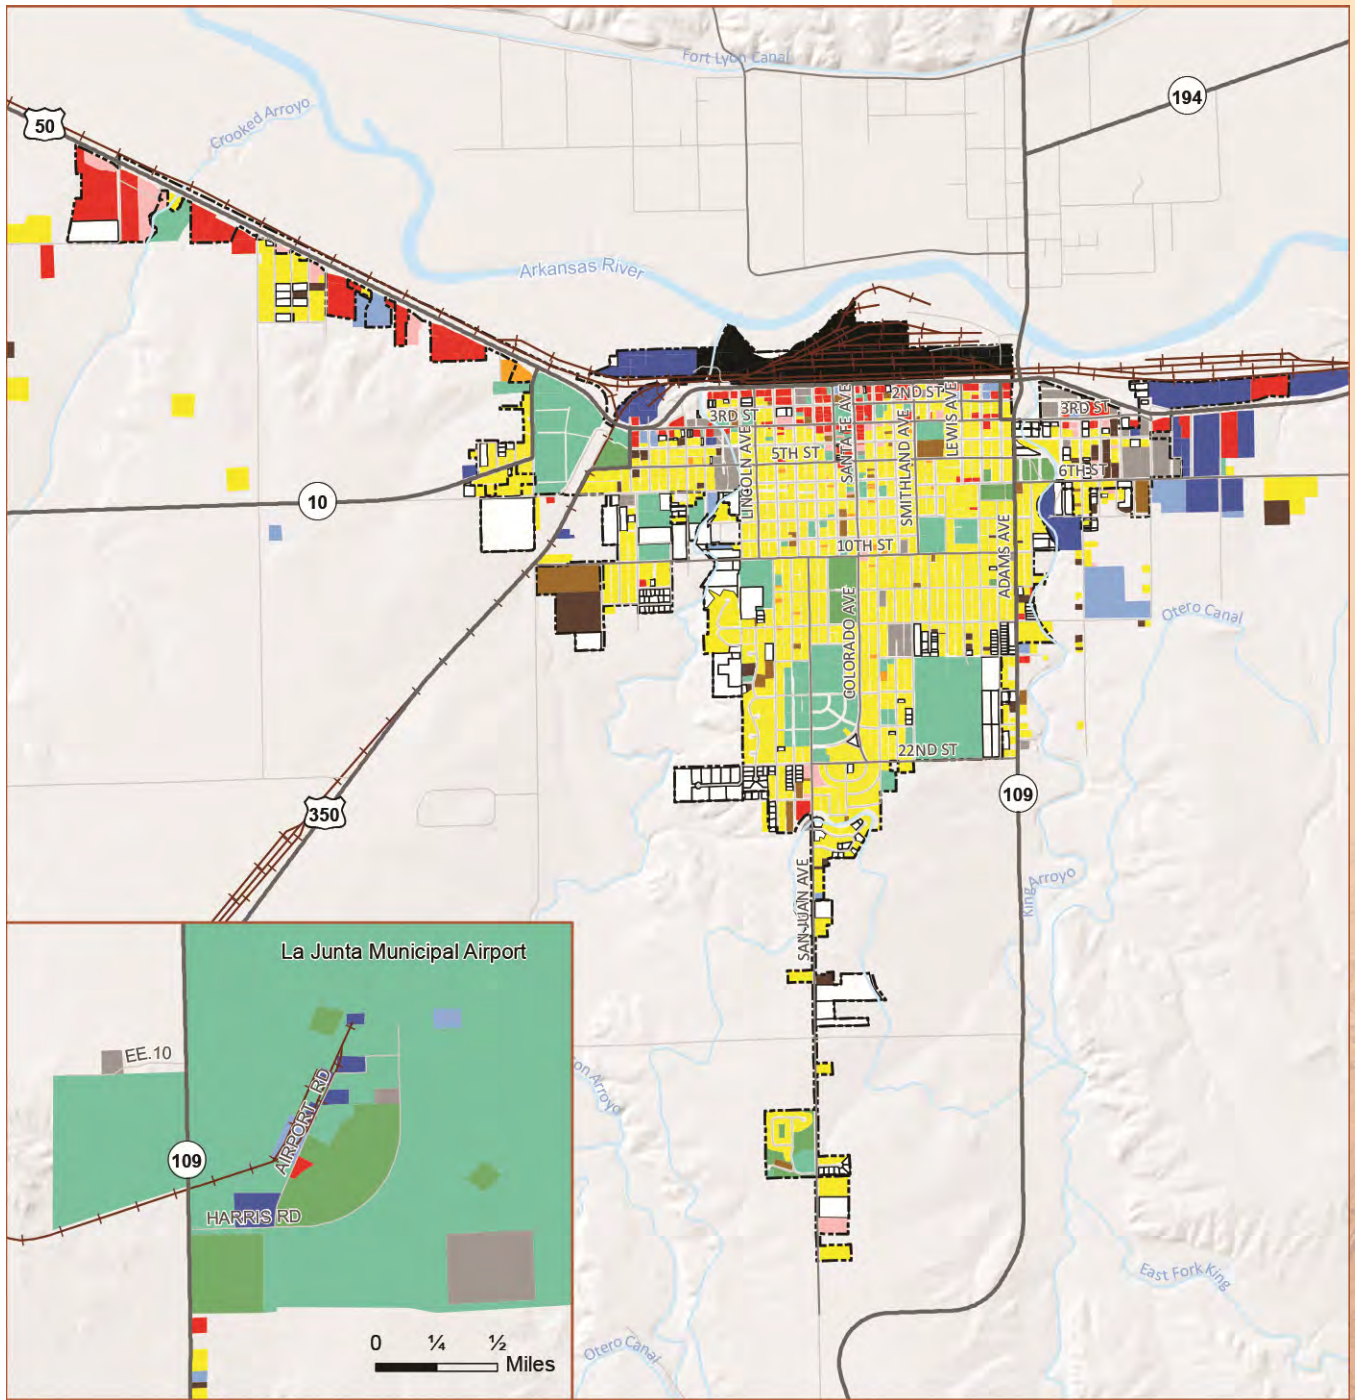 Fort Lyon Canal
194
50
Crooked Arroyo
Arkansas River
2ND ST
3RD ST
3RD ST
LINCOLN AVE
SANTA FE AVE
SMITHLAND AVE
LEWIS AVE
5TH ST
6TH ST
10
10TH ST
ADAMS AVE
COLORADO AVE
Otero Canal
22ND ST
109
350
SAN JUAN AVE
King Arroyo
La Junta Municipal Airport
EE.10
AIRPORT RD
109
HARRIS RD
on Arroyo
East Fork King
Otero Canal
0 ¼ ½
Miles